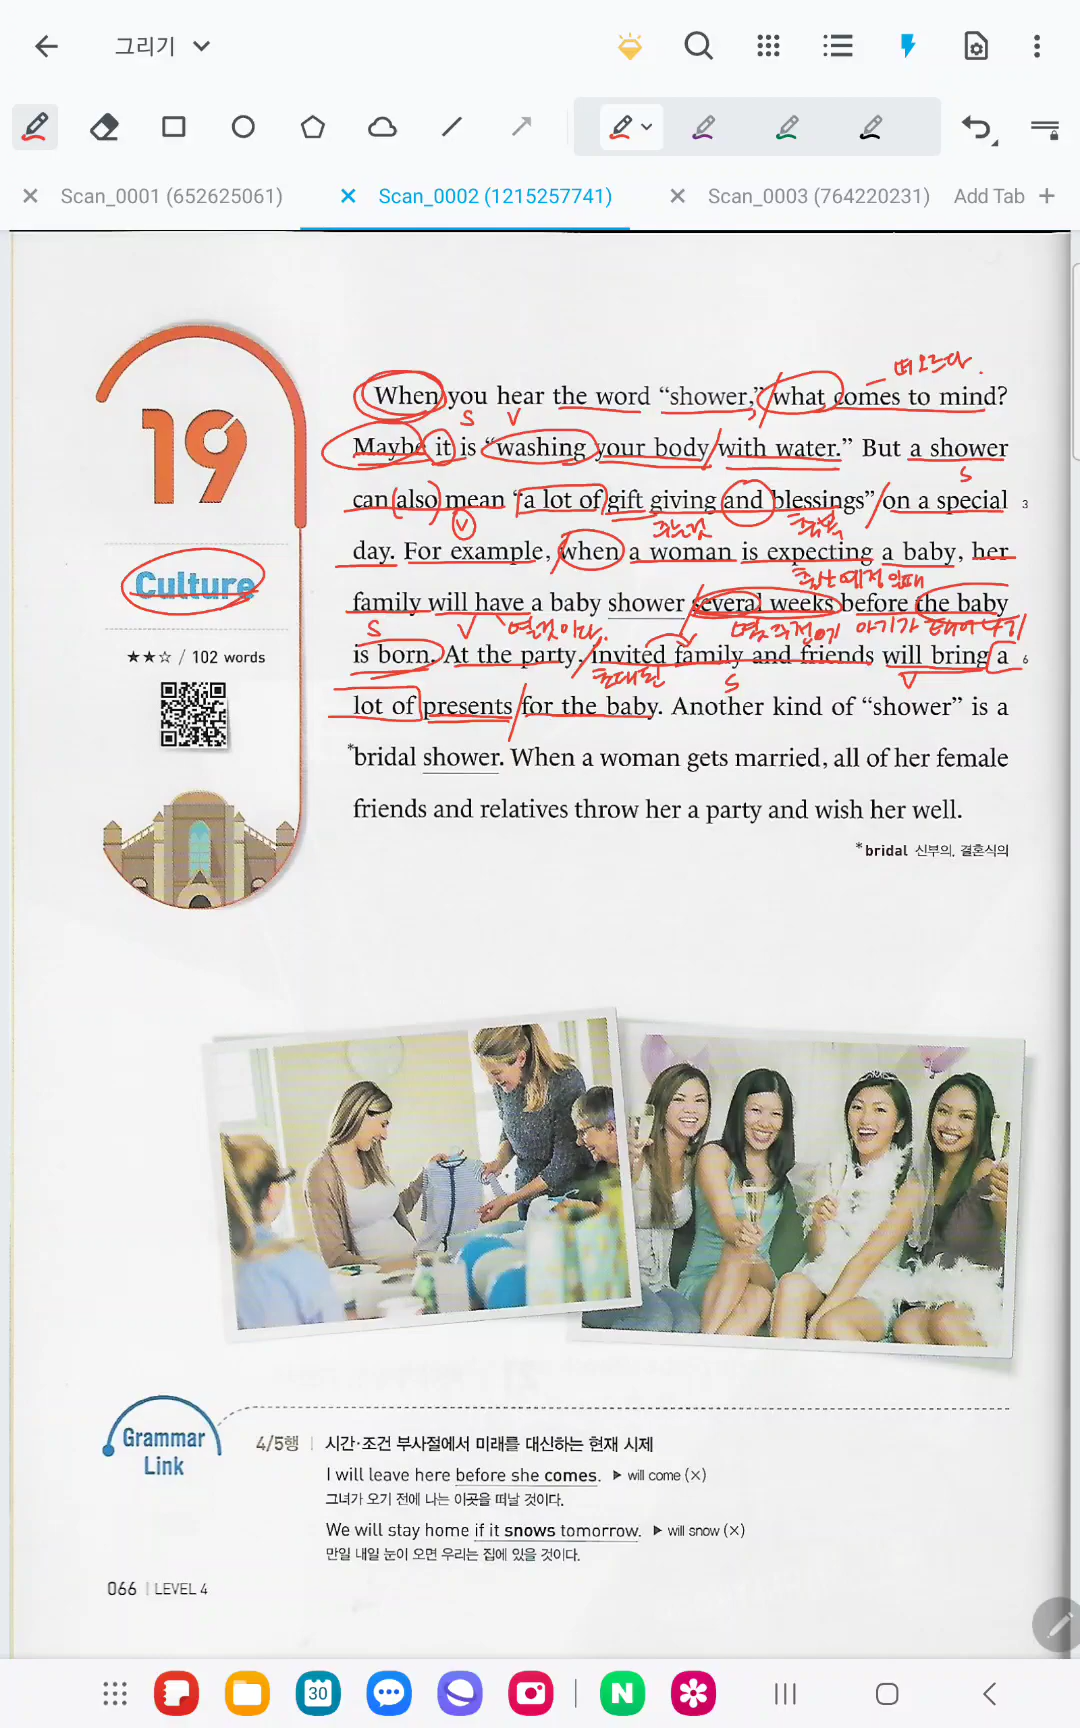 그리기
Scan_0001 (652625061)
Scan_0002 (1215257741)
Scan_0003 (764220231)
Add Tab +
19
Culture
★★☆ / 102 words
떠오르다.
When you hear the word “shower,” what comes to mind?
S V
Maybe it is “washing your body with water.” But a shower
S
can also mean “a lot of gift giving and blessings” on a special 3
V 주는것 축복
day. For example, when a woman is expecting a baby, her
출산 예정일때
family will have a baby shower several weeks before the baby
S V 열것이다. 몇주전에 아기가 태어나기
is born. At the party, invited family and friends will bring a 6
초대된 S V
lot of presents for the baby. Another kind of “shower” is a
*bridal shower. When a woman gets married, all of her female
friends and relatives throw her a party and wish her well.
*bridal 신부의, 결혼식의
Grammar Link
4/5행 | 시간·조건 부사절에서 미래를 대신하는 현재 시제
I will leave here before she comes. ▶ will come (×)
그녀가 오기 전에 나는 이곳을 떠날 것이다.
We will stay home if it snows tomorrow. ▶ will snow (×)
만일 내일 눈이 오면 우리는 집에 있을 것이다.
066 | LEVEL 4
30
N